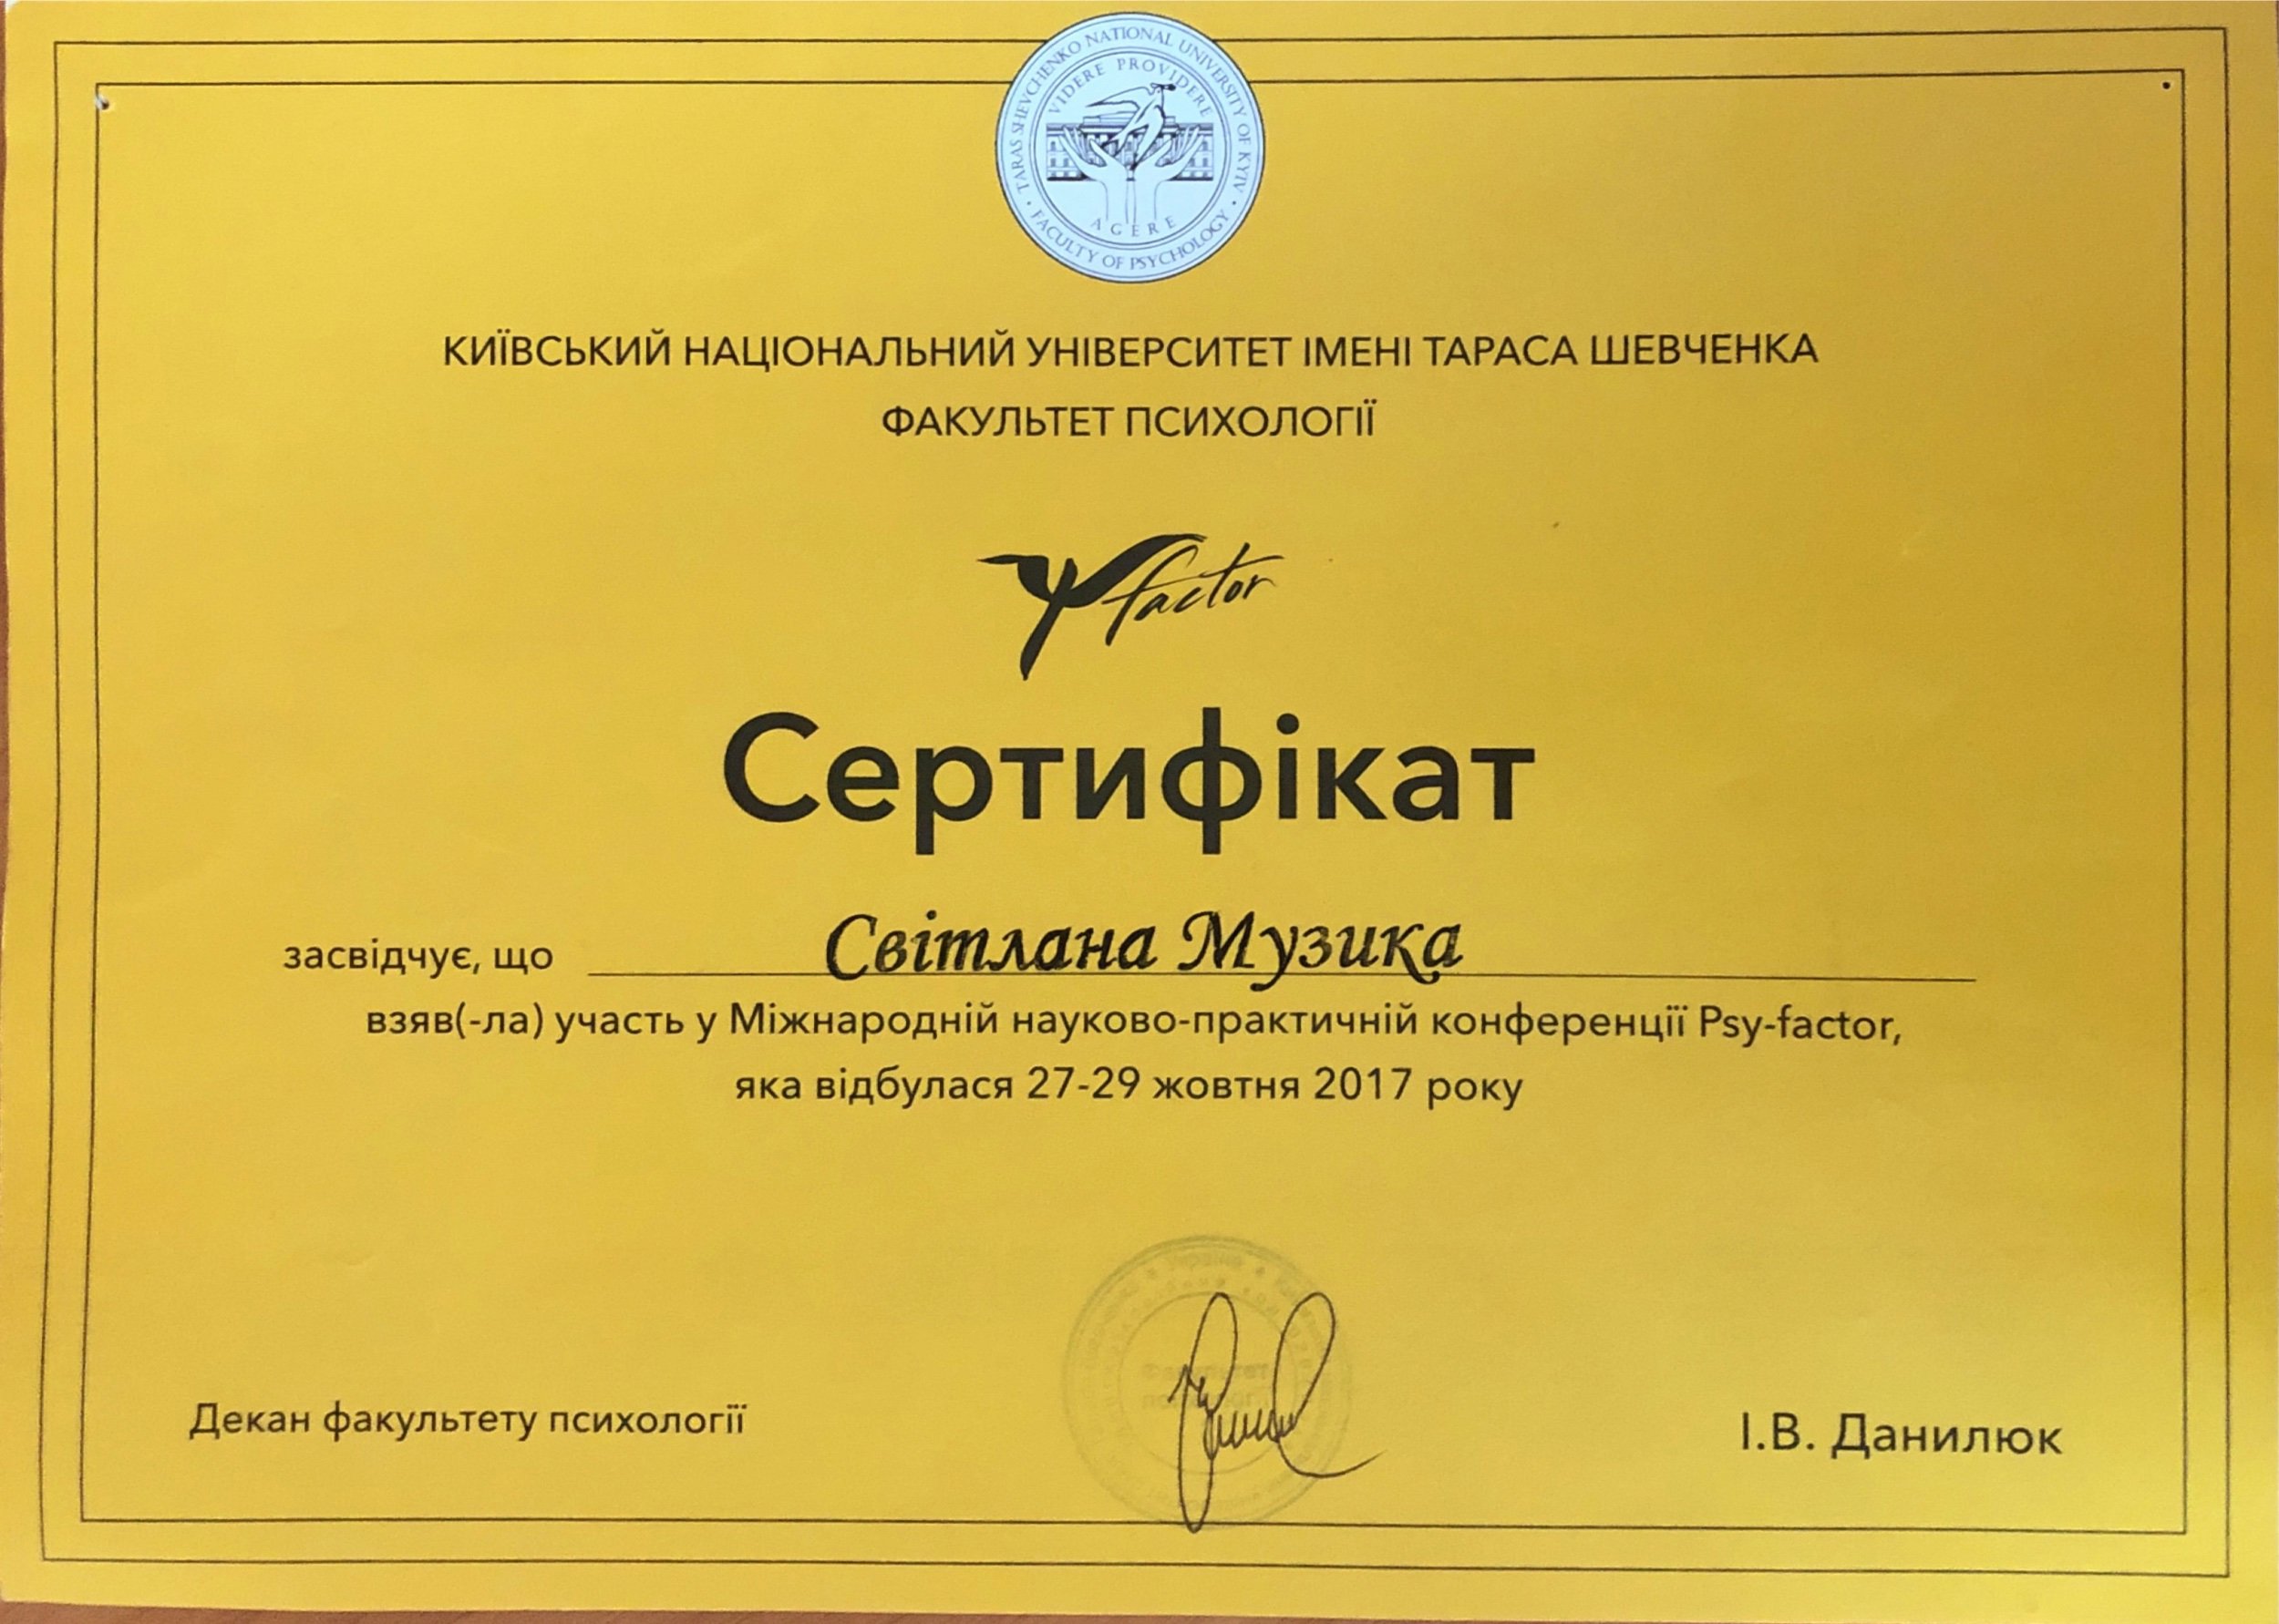 TARAS SHEVCHENKO NATIONAL UNIVERSITY OF KYIV • FACULTY OF PSYCHOLOGY •
VIDERE PROVIDERE
AGERE
КИЇВСЬКИЙ НАЦІОНАЛЬНИЙ УНІВЕРСИТЕТ ІМЕНІ ТАРАСА ШЕВЧЕНКА
ФАКУЛЬТЕТ ПСИХОЛОГІЇ
Ψ factor
Сертифікат
засвідчує, що Світлана Музика
взяв(-ла) участь у Міжнародній науково-практичній конференції Psy-factor,
яка відбулася 27-29 жовтня 2017 року
Декан факультету психології
І.В. Данилюк